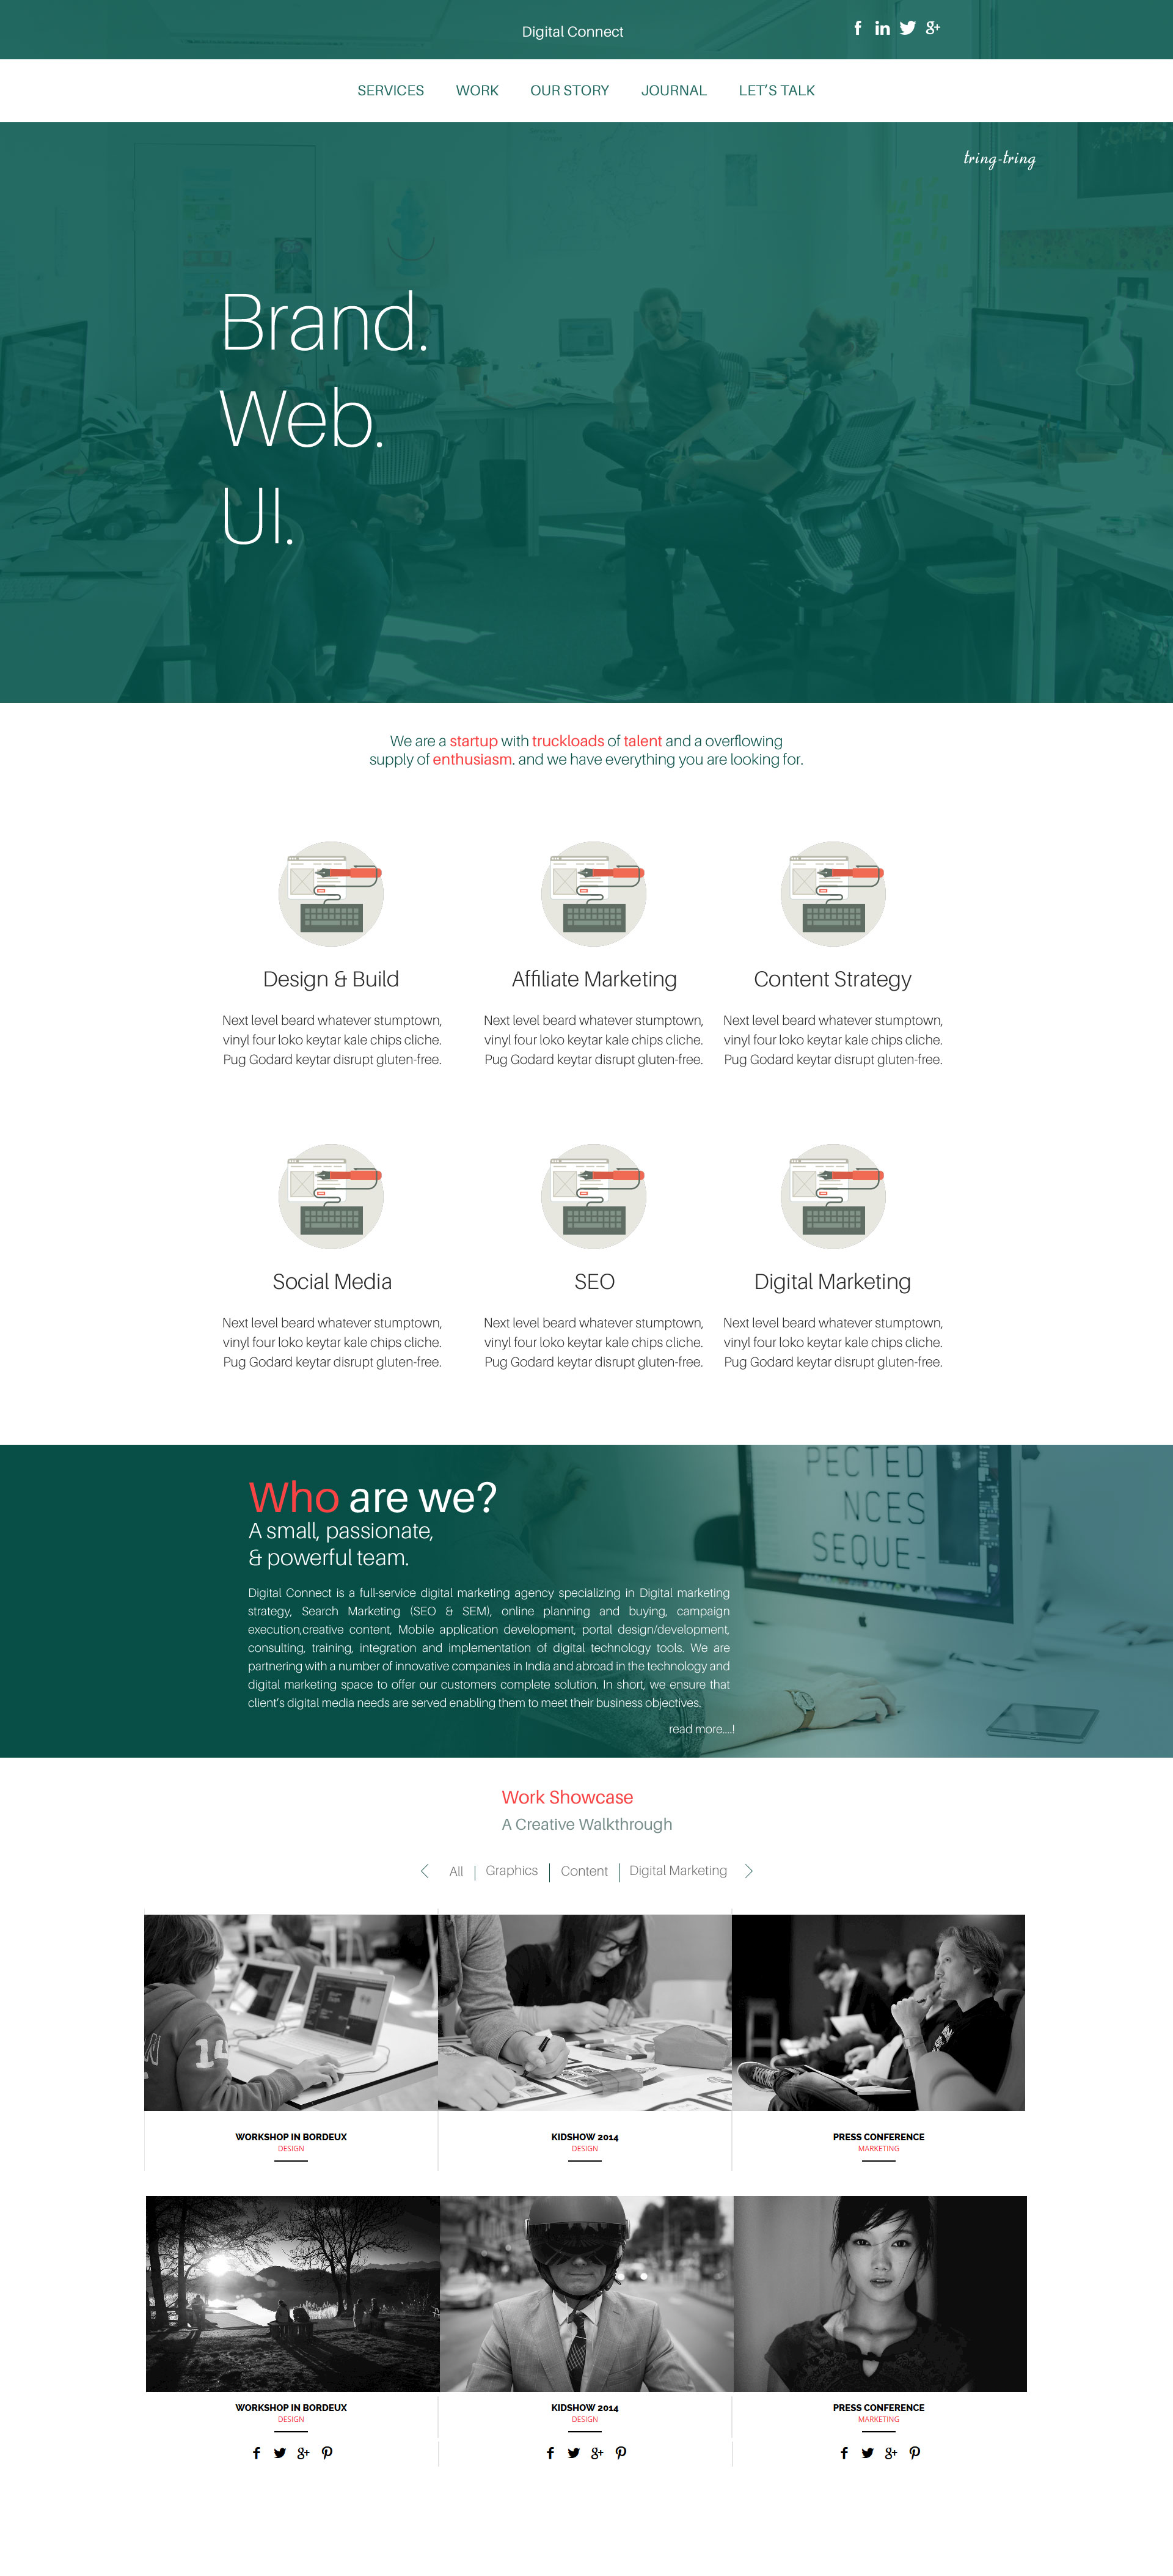 Digital Connect
SERVICES WORK OUR STORY JOURNAL LET'S TALK
tring-tring
Brand.
Web.
UI.
We are a startup with truckloads of talent and a overflowing
supply of enthusiasm. and we have everything you are looking for.
Design & Build
Next level beard whatever stumptown,
vinyl four loko keytar kale chips cliche.
Pug Godard keytar disrupt gluten-free.
Affiliate Marketing
Next level beard whatever stumptown,
vinyl four loko keytar kale chips cliche.
Pug Godard keytar disrupt gluten-free.
Content Strategy
Next level beard whatever stumptown,
vinyl four loko keytar kale chips cliche.
Pug Godard keytar disrupt gluten-free.
Social Media
Next level beard whatever stumptown,
vinyl four loko keytar kale chips cliche.
Pug Godard keytar disrupt gluten-free.
SEO
Next level beard whatever stumptown,
vinyl four loko keytar kale chips cliche.
Pug Godard keytar disrupt gluten-free.
Digital Marketing
Next level beard whatever stumptown,
vinyl four loko keytar kale chips cliche.
Pug Godard keytar disrupt gluten-free.
Who are we?
A small, passionate,
& powerful team.
Digital Connect is a full-service digital marketing agency specializing in Digital marketing
strategy, Search Marketing (SEO & SEM), online planning and buying, campaign
execution,creative content, Mobile application development, portal design/development,
consulting, training, integration and implementation of digital technology tools. We are
partnering with a number of innovative companies in India and abroad in the technology and
digital marketing space to offer our customers complete solution. In short, we ensure that
client's digital media needs are served enabling them to meet their business objectives.
read more....!
PECTED
NCES
SEQUE-
Work Showcase
A Creative Walkthrough
All | Graphics | Content | Digital Marketing
14
WORKSHOP IN BORDEUX
DESIGN
KIDSHOW 2014
DESIGN
PRESS CONFERENCE
MARKETING
WORKSHOP IN BORDEUX
DESIGN
KIDSHOW 2014
DESIGN
PRESS CONFERENCE
MARKETING